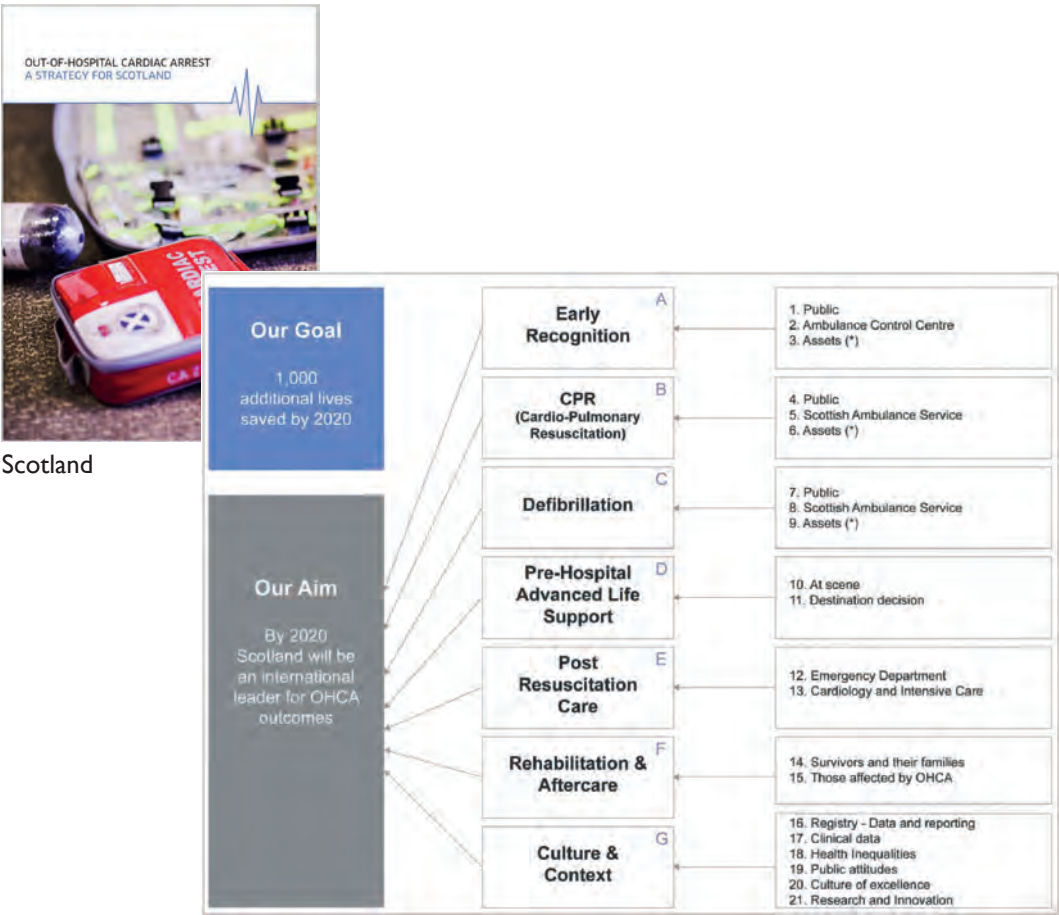 OUT-OF-HOSPITAL CARDIAC ARREST
A STRATEGY FOR SCOTLAND
CARDIAC
Scotland
Our Goal
1,000
additional lives
saved by 2020
Our Aim
By 2020
Scotland will be
an international
leader for OHCA
outcomes
A
Early
Recognition
1. Public
2. Ambulance Control Centre
3. Assets (*)
B
CPR
(Cardio-Pulmonary
Resuscitation)
4. Public
5. Scottish Ambulance Service
6. Assets (*)
C
Defibrillation
7. Public
8. Scottish Ambulance Service
9. Assets (*)
D
Pre-Hospital
Advanced Life
Support
10. At scene
11. Destination decision
E
Post
Resuscitation
Care
12. Emergency Department
13. Cardiology and Intensive Care
F
Rehabilitation &
Aftercare
14. Survivors and their families
15. Those affected by OHCA
G
Culture &
Context
16. Registry - Data and reporting
17. Clinical data
18. Health Inequalities
19. Public attitudes
20. Culture of excellence
21. Research and Innovation